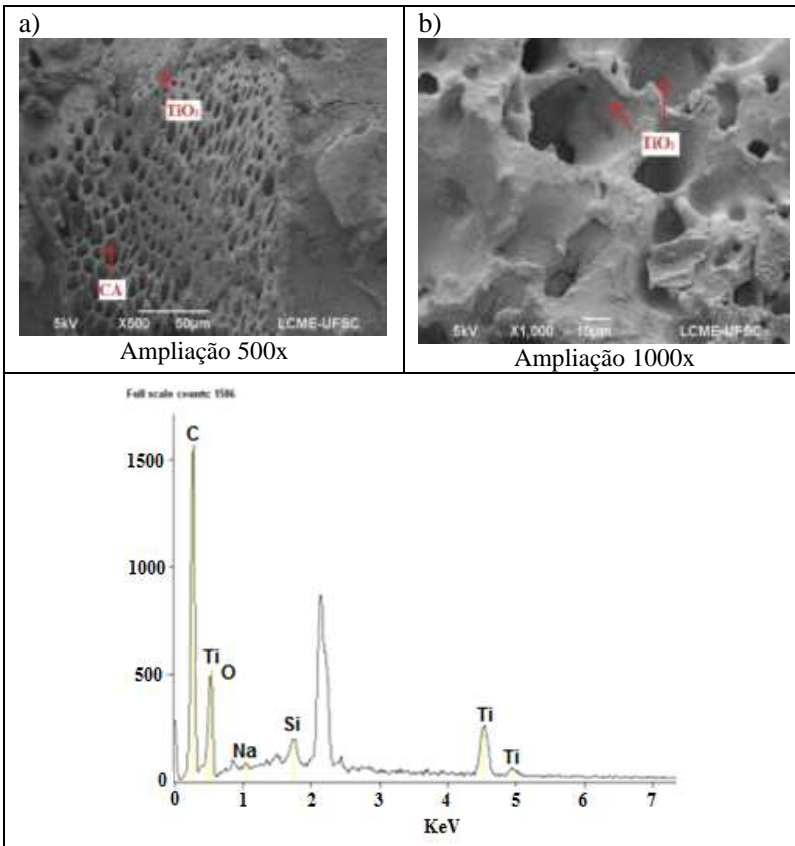 a)
TiO₂
CA
5kV X500 50µm LCME-UFSC
Ampliação 500x
b)
TiO₂
5kV X1,000 10µm LCME-UFSC
Ampliação 1000x
Full scale counts: 1586
C
1500
1000
Ti
500
O
Si
Na
Ti
Ti
0
0 1 2 3 4 5 6 7
KeV